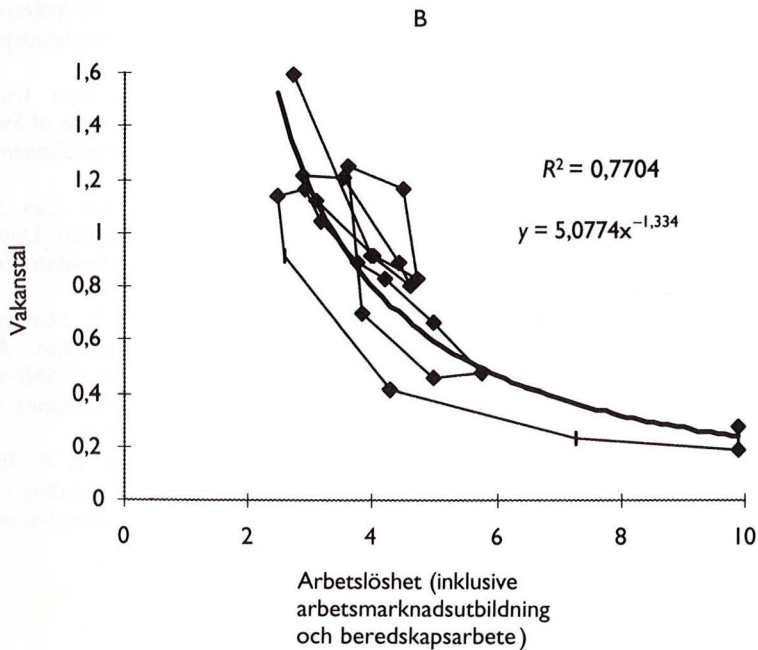 B
1,6
1,4
1,2
1
0,8
0,6
0,4
0,2
0
Vakanstal
R² = 0,7704
y = 5,0774x⁻¹,³³⁴
0 2 4 6 8 10
Arbetslöshet (inklusive
arbetsmarknadsutbildning
och beredskapsarbete)